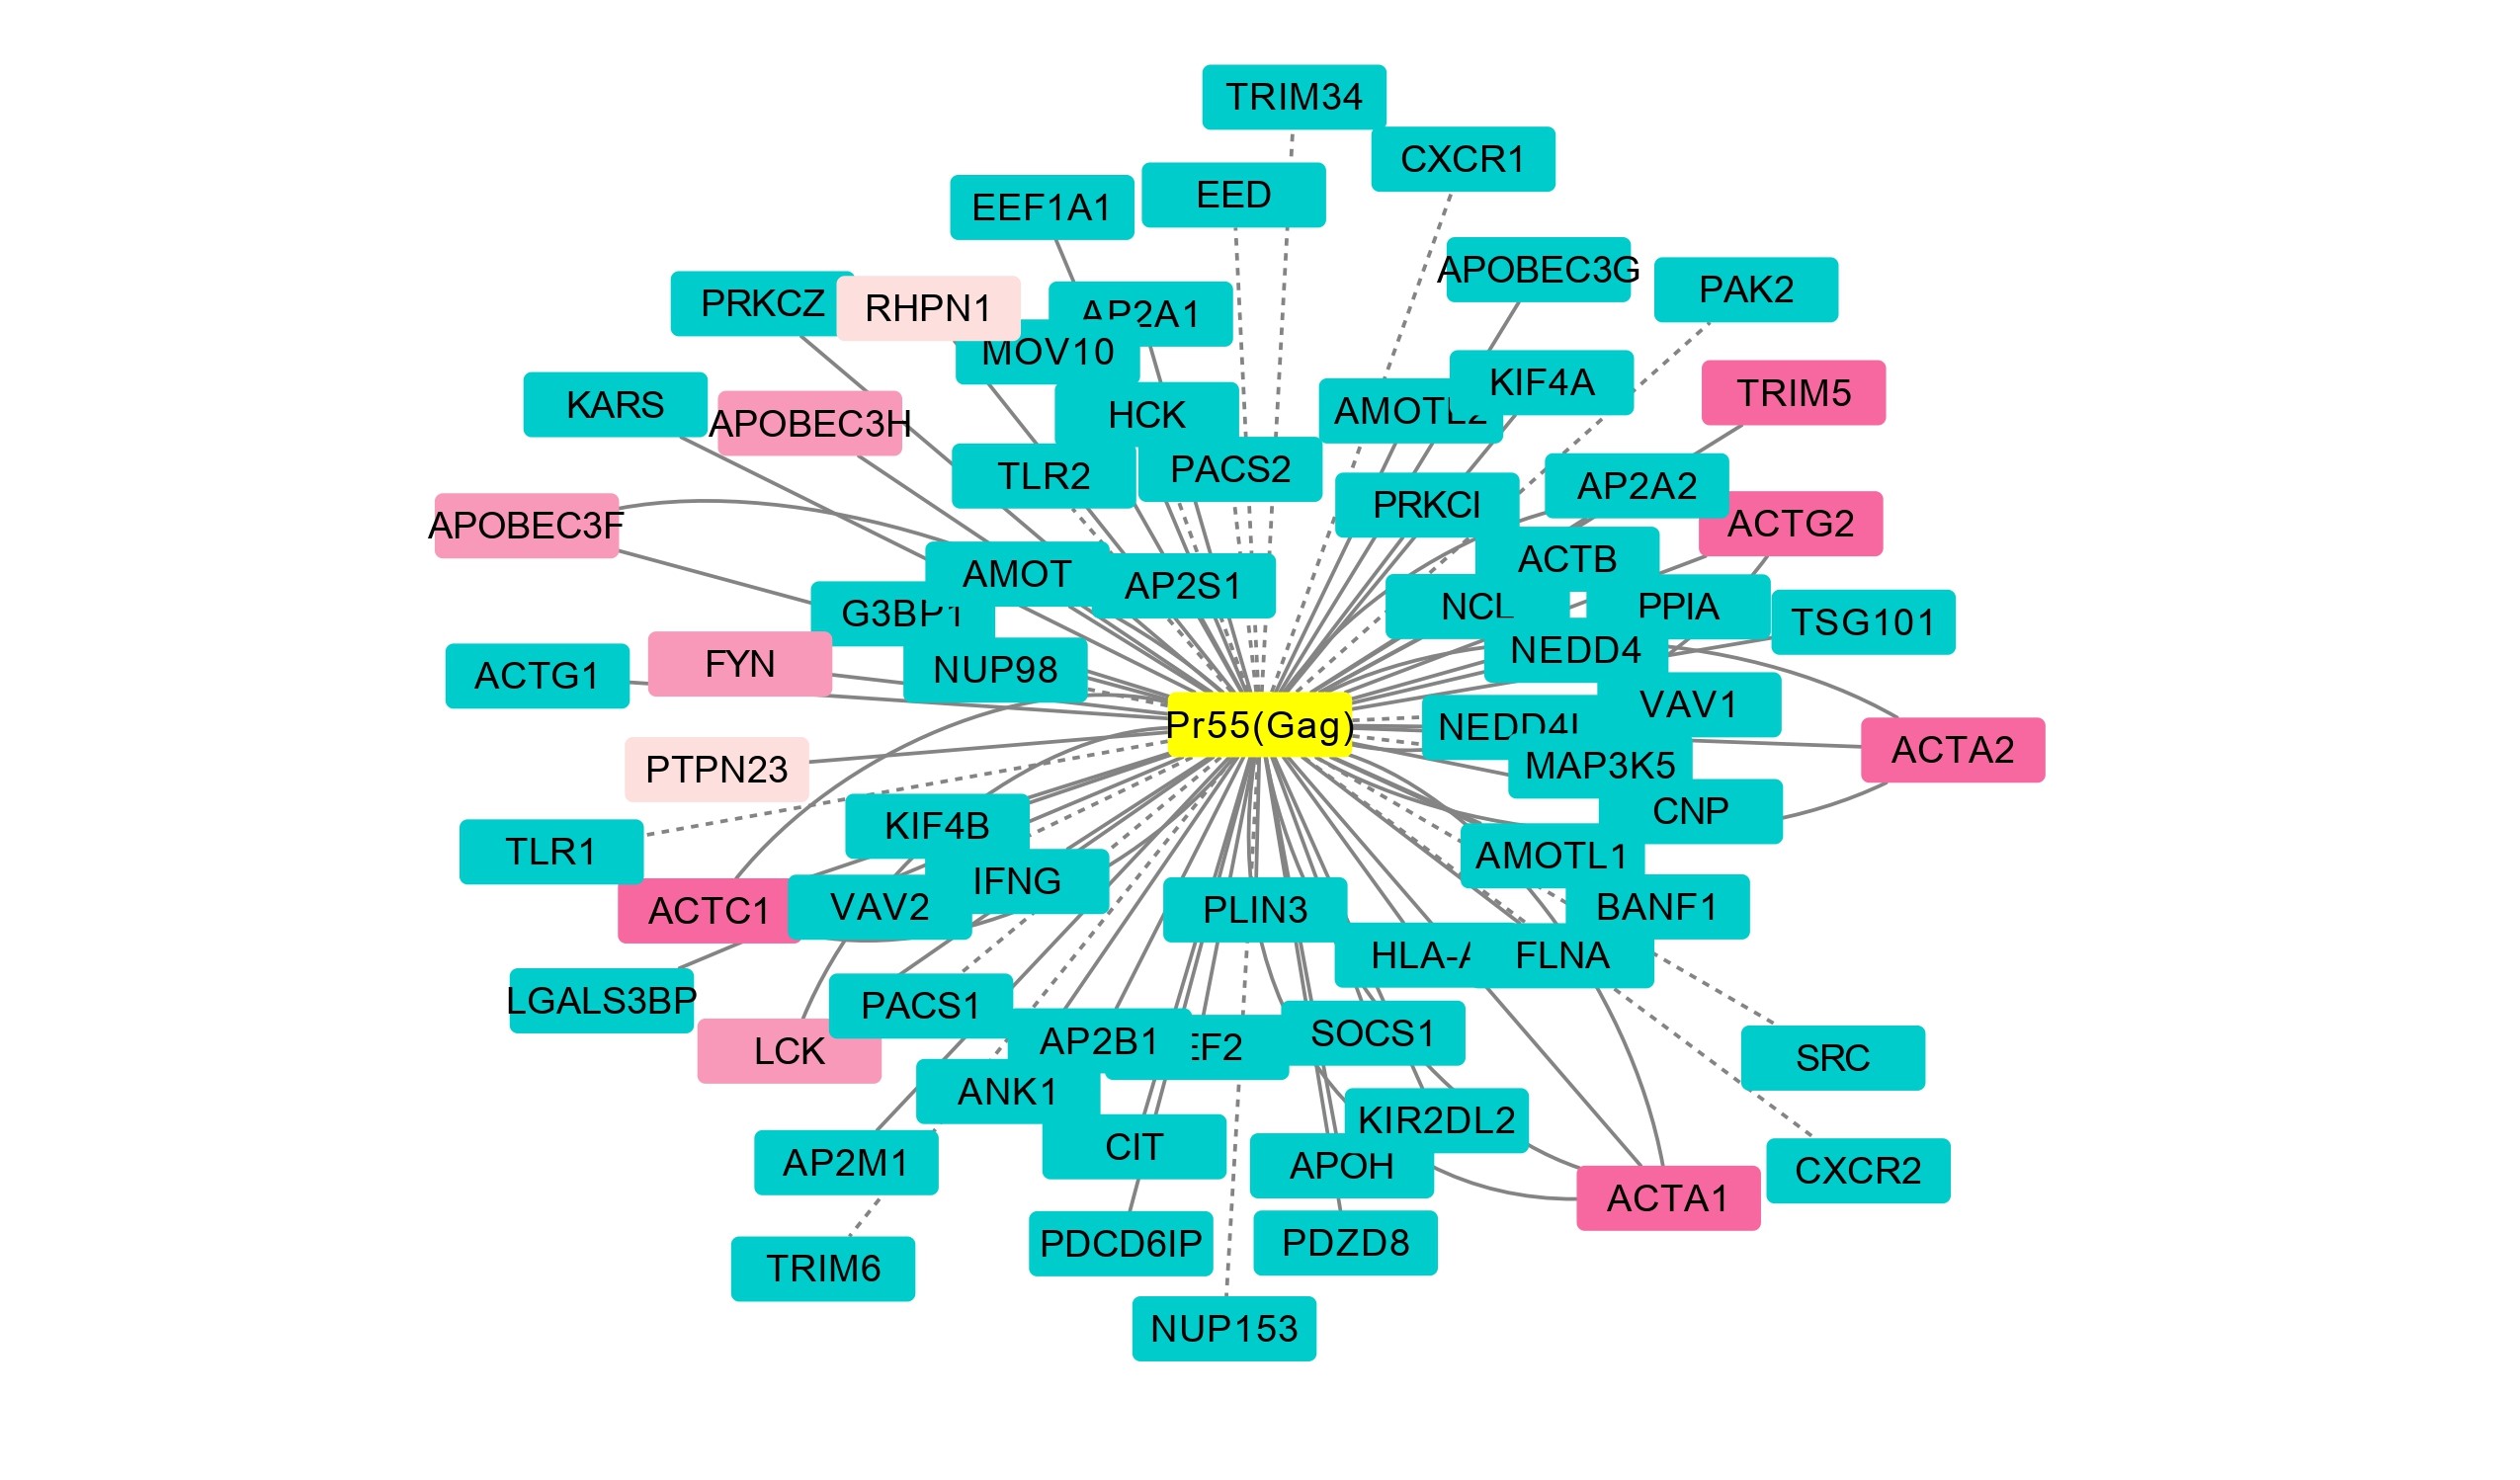 TRIM34
CXCR1
EED
EEF1A1
APOBEC3G
PAK2
PRKCZ
RHPN1
AP2A1
MOV10
KIF4A
TRIM5
KARS
APOBEC3H
HCK
AMOTL2
TLR2
PACS2
PRKCI
AP2A2
APOBEC3F
ACTG2
ACTB
AMOT
AP2S1
G3BP1
NCL
PPIA
TSG101
NEDD4
FYN
NUP98
ACTG1
VAV1
Pr55(Gag)
NEDD4L
ACTA2
MAP3K5
PTPN23
CNP
KIF4B
TLR1
AMOTL1
IFNG
ACTC1
VAV2
PLIN3
BANF1
HLA-A
FLNA
LGALS3BP
PACS1
SOCS1
AP2B1
EF2
LCK
SRC
ANK1
KIR2DL2
CIT
AP2M1
APOH
CXCR2
ACTA1
PDCD6IP
PDZD8
TRIM6
NUP153